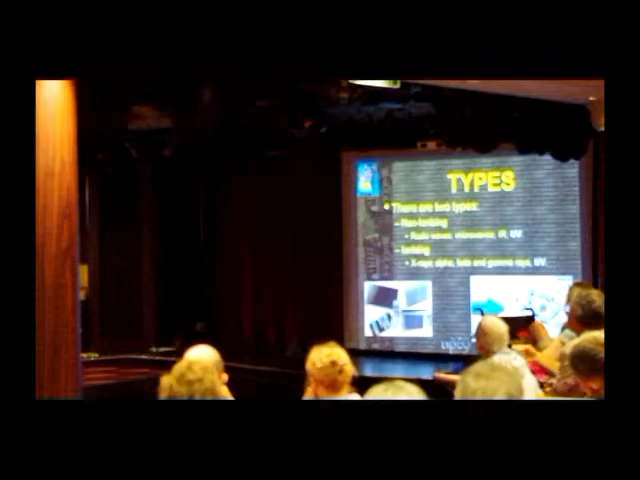 TYPES
• There are two types:
– Non-Ionizing
• Radio waves, microwaves, IR, UV
– Ionizing
• X-rays alpha, beta and gamma rays, UV